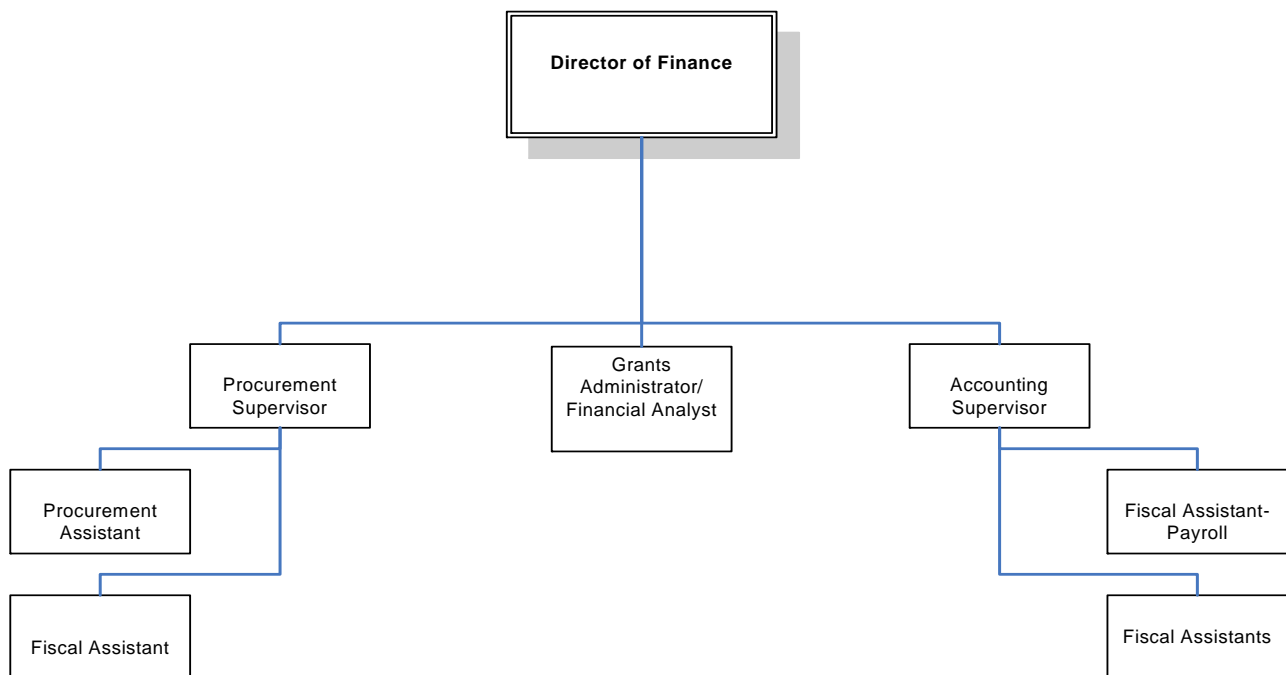 Director of Finance
Procurement
Supervisor
Grants
Administrator/
Financial Analyst
Accounting
Supervisor
Procurement
Assistant
Fiscal Assistant-
Payroll
Fiscal Assistant
Fiscal Assistants